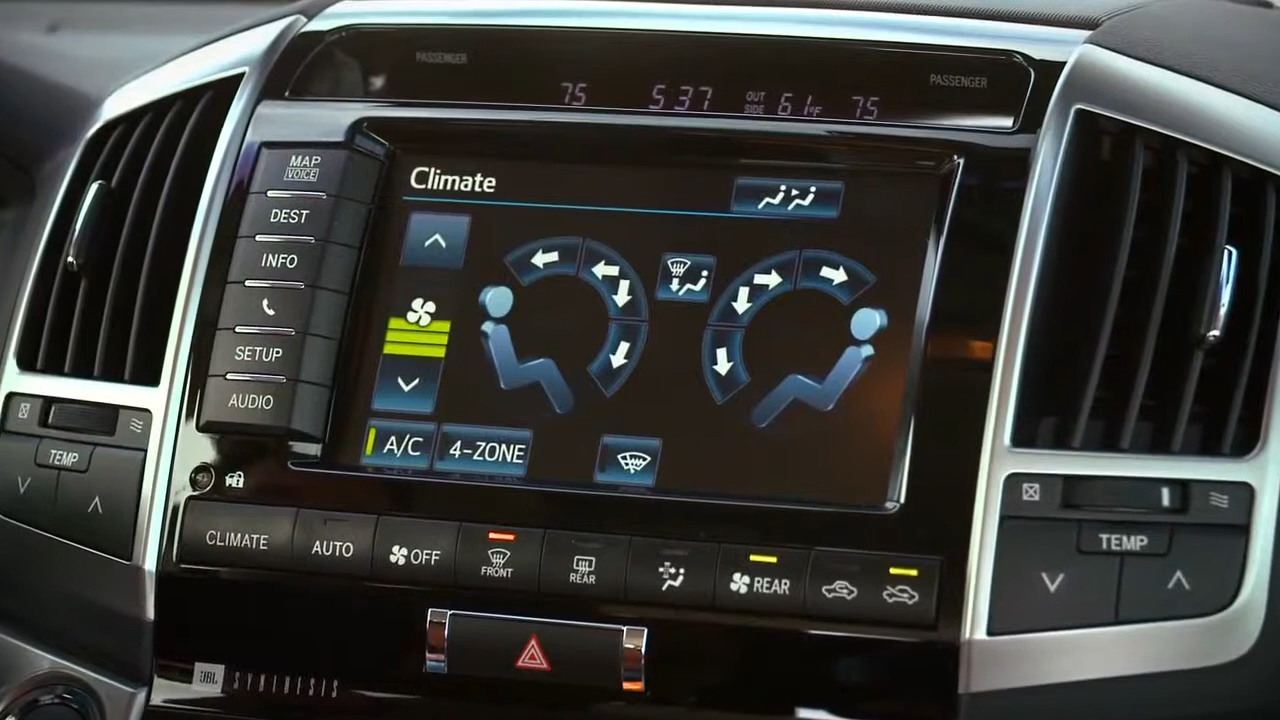 PASSENGER
PASSENGER
75 5:37 OUT SIDE 61°F 75
MAP
VOICE
DEST
INFO
SETUP
AUDIO
Climate
A/C 4-ZONE
TEMP
CLIMATE AUTO OFF FRONT REAR REAR
TEMP
JBL SYNTHESIS